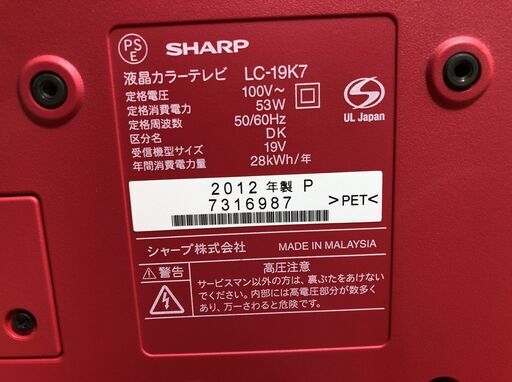 PS
E
SHARP
液晶カラーテレビ LC-19K7
定格電圧 100V～
定格消費電力 53W
定格周波数 50/60Hz
区分名 DK
受信機型サイズ 19V
年間消費電力量 28kWh/年
S
UL Japan
2012 年製 P
7316987
>PET<
シャープ株式会社 MADE IN MALAYSIA
警告
高圧注意
サービスマン以外の方は、裏ぶたをあけない
でください。内部には高電圧部分が数多く
あり、万一さわると危険です。